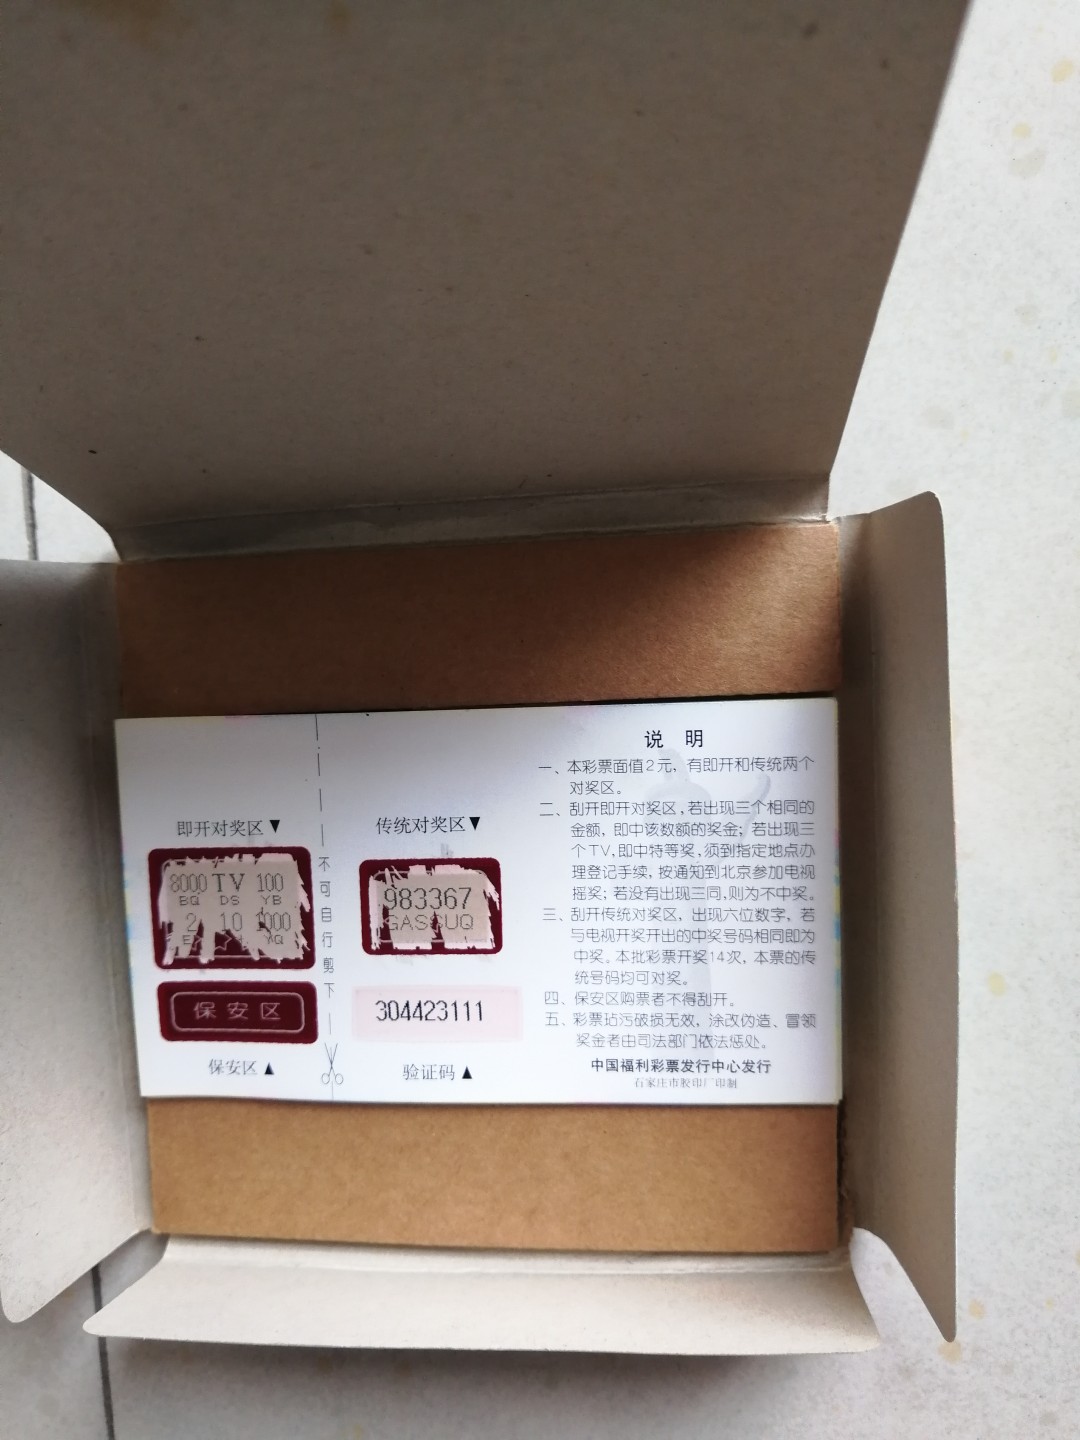 即开对奖区▼
8000 TV 100
BQ DS YB
2 10 1000
保安区
保安区▲
不可自行剪下
传统对奖区▼
983367
GASSUQ
304423111
验证码▲
说 明
一、本彩票面值2元，有即开和传统两个
对奖区。
二、刮开即开对奖区，若出现三个相同的
金额，即中该数额的奖金；若出现三
个TV，即中特等奖，须到指定地点办
理登记手续，按通知到北京参加电视
摇奖；若没有出现三同，则为不中奖。
三、刮开传统对奖区，出现六位数字，若
与电视开奖开出的中奖号码相同即为
中奖。本批彩票开奖14次，本票的传
统号码均可对奖。
四、保安区购票者不得刮开。
五、彩票玷污破损无效，涂改伪造、冒领
奖金者由司法部门依法惩处。
中国福利彩票发行中心发行
石家庄市胶印厂印制